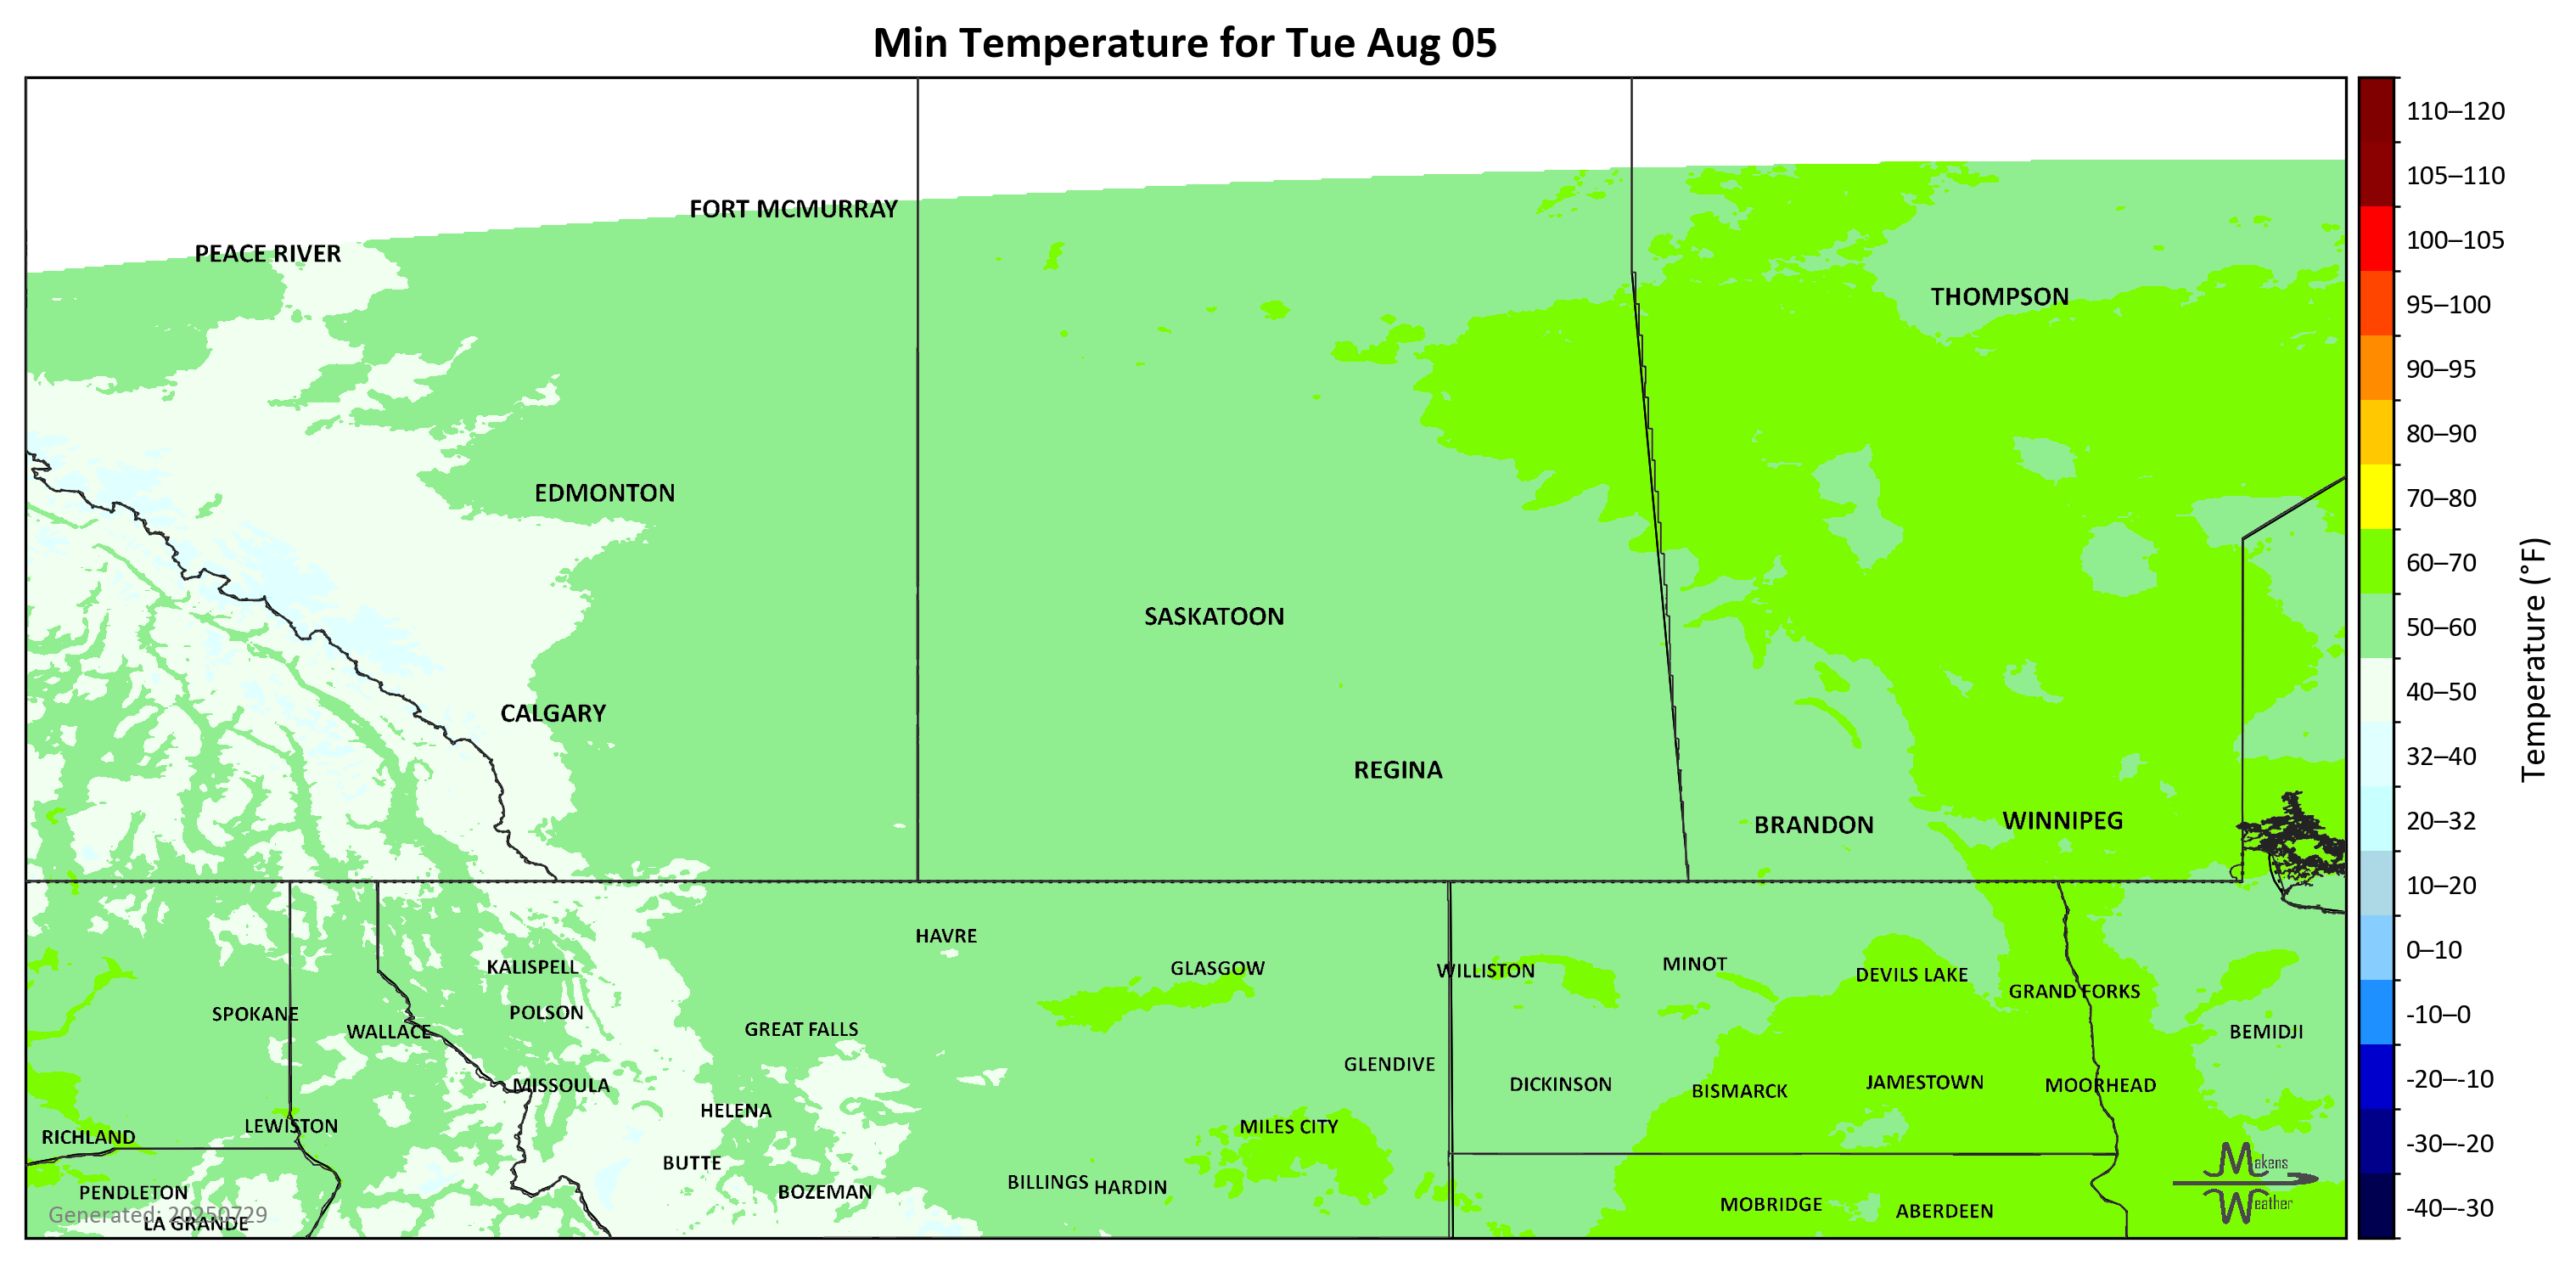 Min Temperature for Tue Aug 05
110–120
105–110
FORT MCMURRAY
100–105
PEACE RIVER
THOMPSON
95–100
90–95
80–90
EDMONTON
70–80
60–70
SASKATOON
50–60
Temperature (°F)
CALGARY
40–50
REGINA
32–40
BRANDON
WINNIPEG
20–32
10–20
HAVRE
0–10
KALISPELL
GLASGOW
WILLISTON
MINOT
DEVILS LAKE
GRAND FORKS
SPOKANE
POLSON
-10–0
WALLACE
GREAT FALLS
BEMIDJI
GLENDIVE
-20–-10
MISSOULA
DICKINSON
BISMARCK
JAMESTOWN
MOORHEAD
HELENA
LEWISTON
MILES CITY
RICHLAND
-30–-20
BUTTE
Makens
PENDLETON
BOZEMAN
BILLINGS
HARDIN
MOBRIDGE
ABERDEEN
Weather
-40–-30
Generated: 20250729
LA GRANDE